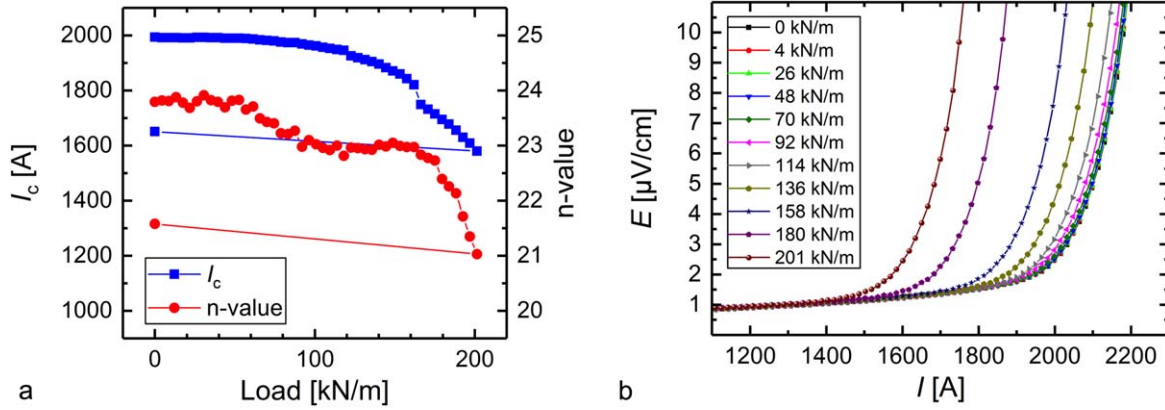 2000
1800
1600
1400
1200
1000
I_c [A]
25
24
23
22
21
20
n-value
I_c
n-value
0
100
200
Load [kN/m]
a
10
9
8
7
6
5
4
3
2
1
E [µV/cm]
0 kN/m
4 kN/m
26 kN/m
48 kN/m
70 kN/m
92 kN/m
114 kN/m
136 kN/m
158 kN/m
180 kN/m
201 kN/m
1200
1400
1600
1800
2000
2200
I [A]
b